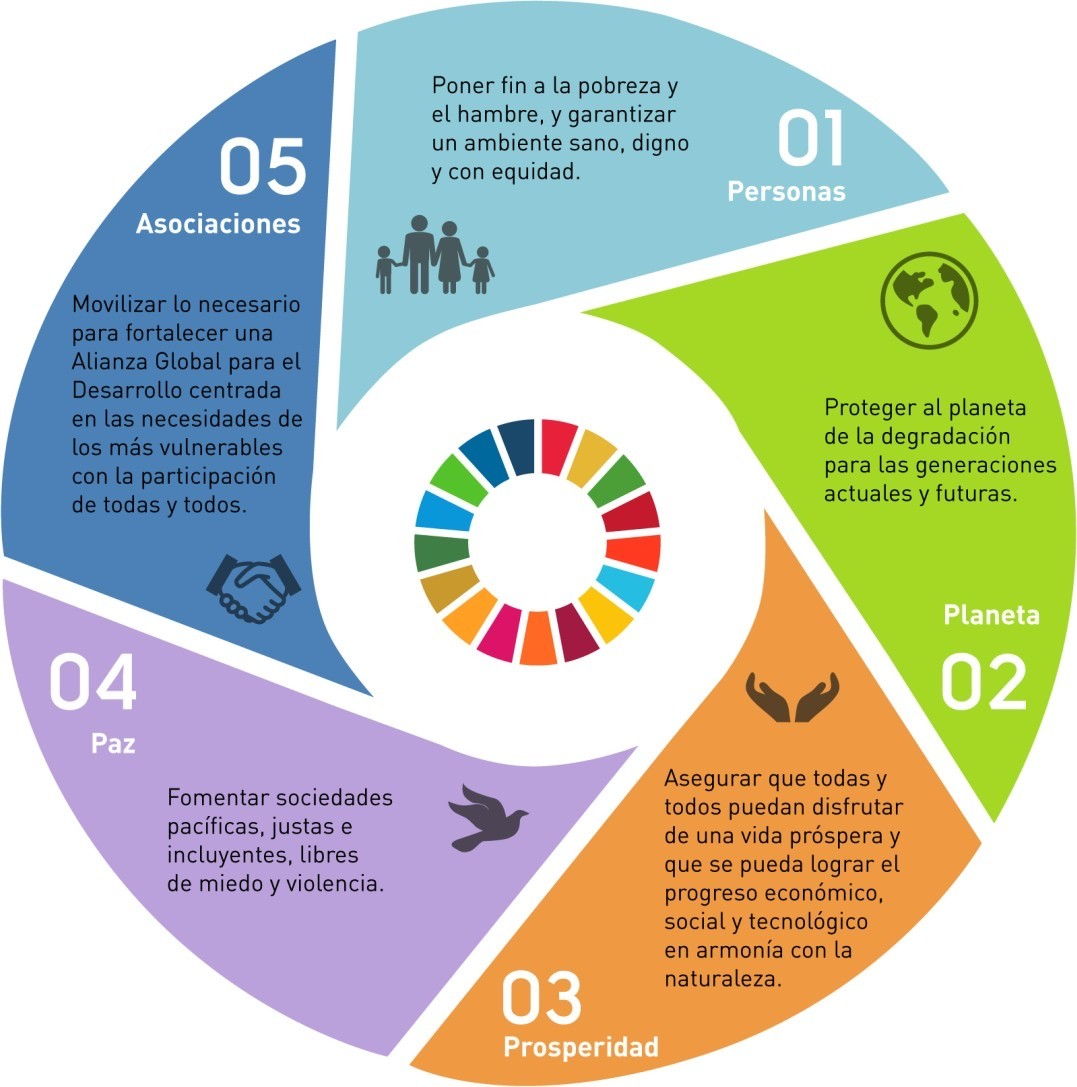 Poner fin a la pobreza y
el hambre, y garantizar
un ambiente sano, digno
y con equidad.
01
Personas
Proteger al planeta
de la degradación
para las generaciones
actuales y futuras.
Planeta
02
Asegurar que todas y
todos puedan disfrutar
de una vida próspera y
que se pueda lograr el
progreso económico,
social y tecnológico
en armonía con la
naturaleza.
03
Prosperidad
04
Paz
Fomentar sociedades
pacíficas, justas e
incluyentes, libres
de miedo y violencia.
05
Asociaciones
Movilizar lo necesario
para fortalecer una
Alianza Global para el
Desarrollo centrada
en las necesidades de
los más vulnerables
con la participación
de todas y todos.